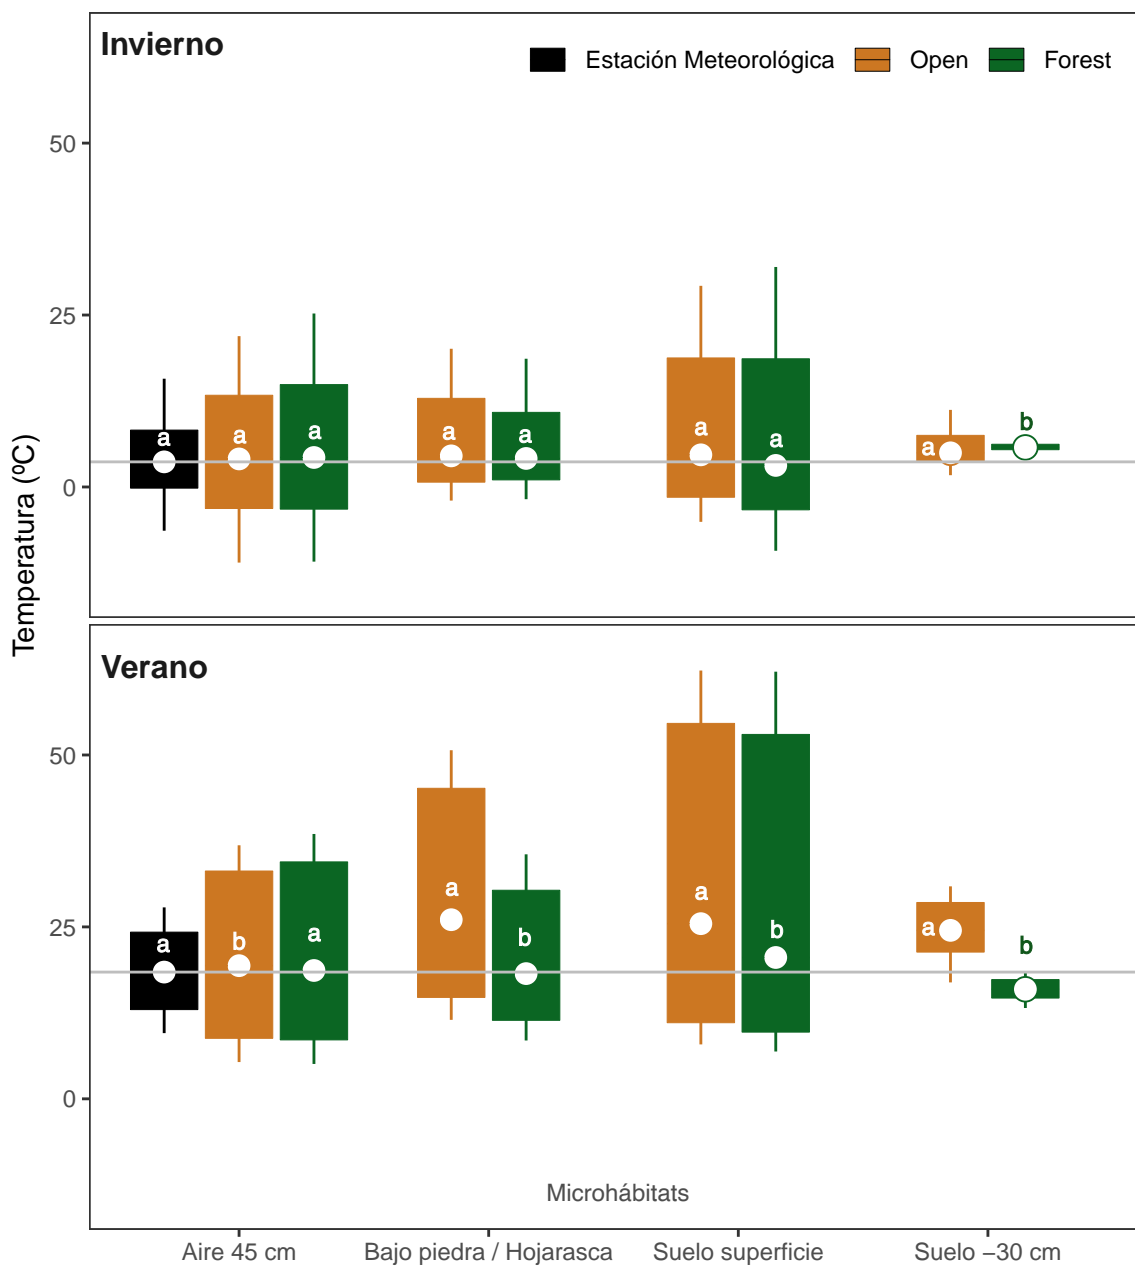 Invierno
Estación Meteorológica Open Forest
50
25
0
a a a a a a a a b
Temperatura (ºC)
Verano
50
25
0
a b a a b a b a b
Microhábitats
Aire 45 cm Bajo piedra / Hojarasca Suelo superficie Suelo −30 cm